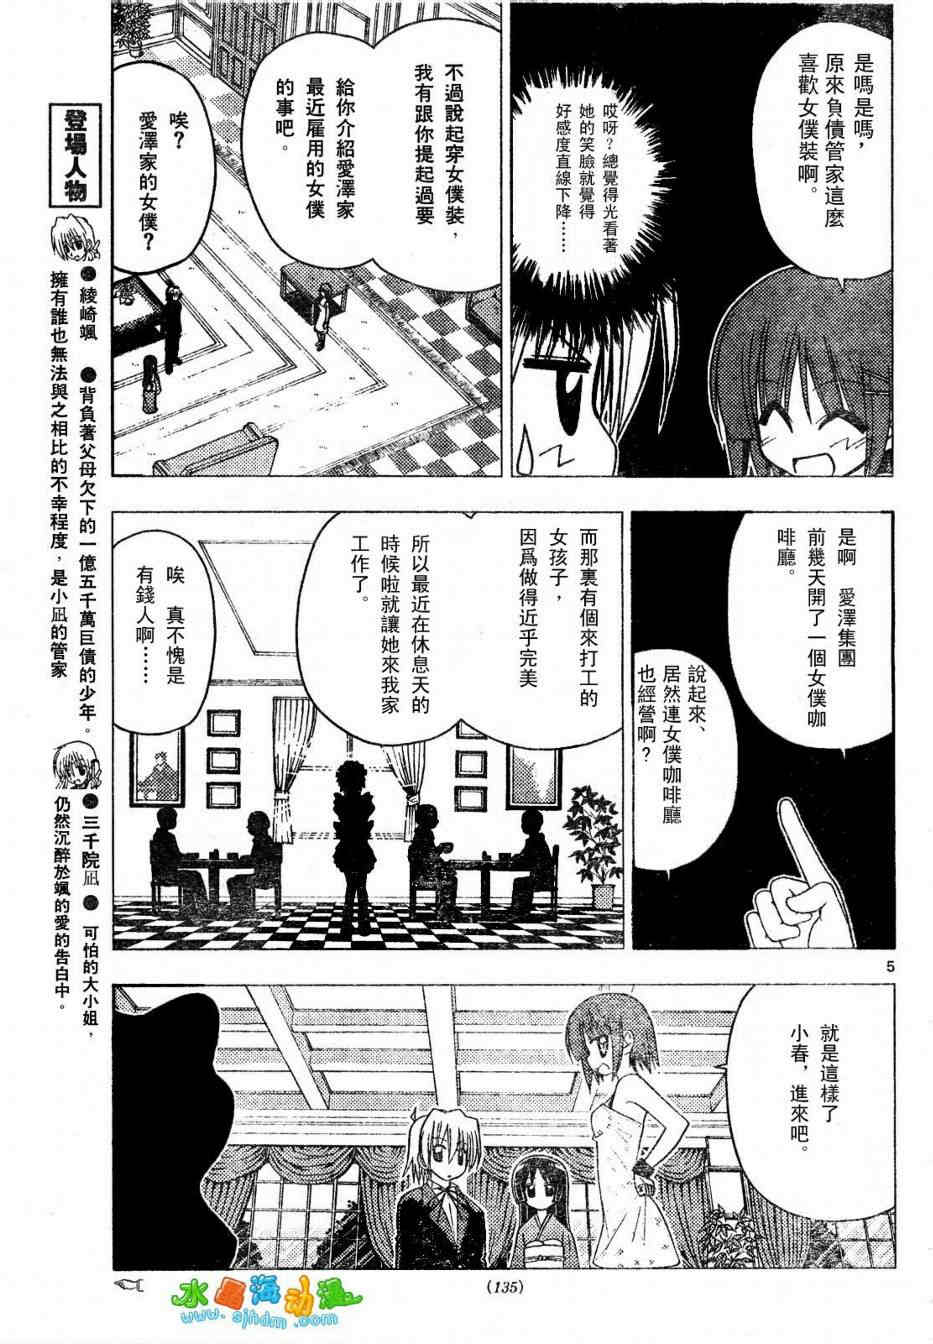 是嗎是嗎，
原來負債管家這麼
喜歡女僕裝啊。
哎呀？總覺得光看著
她的笑臉就覺得
好感度直線下降……
不過說起穿女僕裝，
我有跟你提起過要
給你介紹愛澤家
最近雇用的女僕
的事吧。
唉？
愛澤家的女僕？
是啊 愛澤集團
前幾天開了一個女僕咖
啡廳。
說起來、
居然連女僕咖啡廳
也經營啊？
而那裏有個來打工的
女孩子，
因爲做得近乎完美
所以最近在休息天的
時候啦就讓她來我家
工作了。
唉 真不愧是
有錢人啊……
就是這樣了
小春，進來吧。
登場人物
●綾崎颯 ●背負著父母欠下的一億五千萬巨債的少年。
擁有誰也無法與之相比的不幸程度，是小凪的管家
●三千院凪 ●可怕的大小姐，
仍然沉醉於颯的愛的告白中。
5
(135)
水晶海动漫
www.sjhdm.com